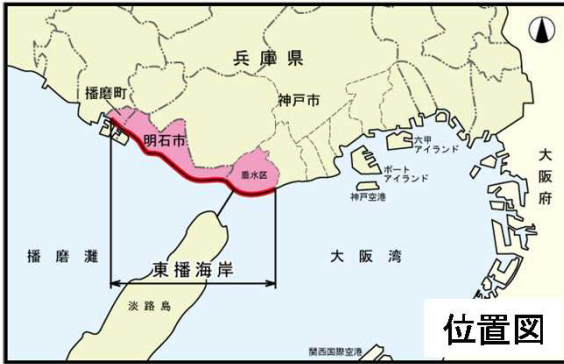 兵庫県
播磨町
神戸市
明石市
垂水区
六甲
アイランド
ポート
アイランド
神戸空港
大阪府
播磨灘
大阪湾
東播海岸
淡路島
関西国際空港
位置図